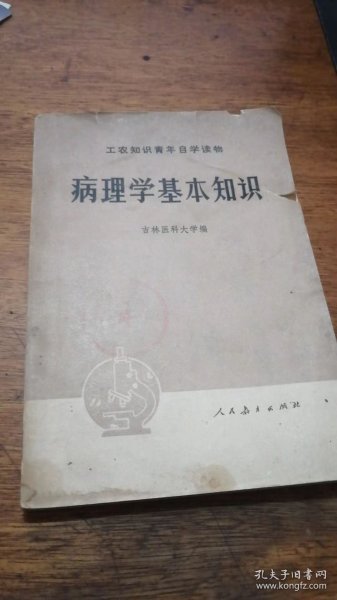 工农知识青年自学读物
病理学基本知识
吉林医科大学编
人民教育出版社
孔夫子旧书网
www.kongfz.com